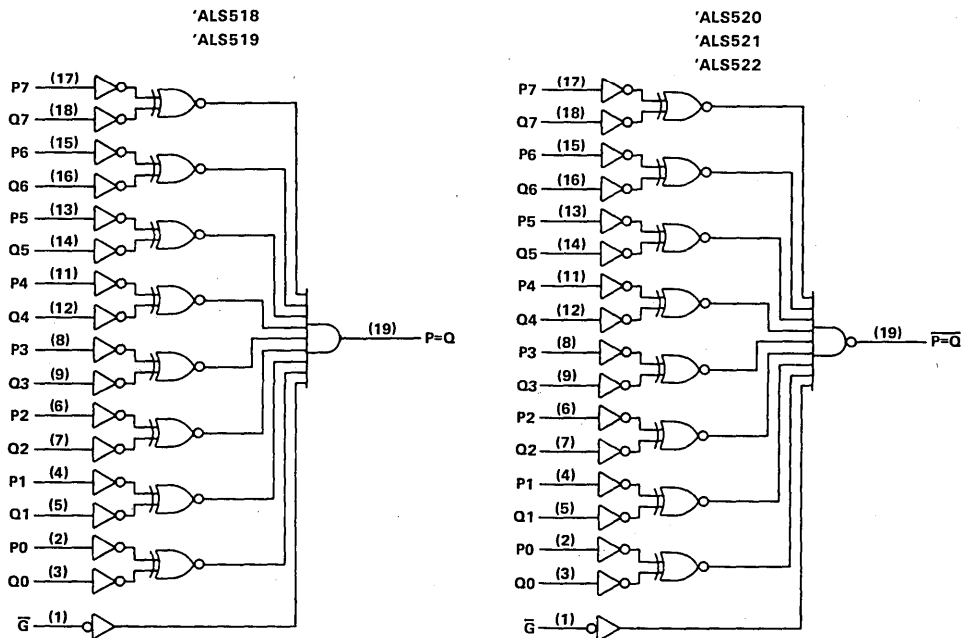 'ALS518
'ALS519
P7 (17)
Q7 (18)
P6 (15)
Q6 (16)
P5 (13)
Q5 (14)
P4 (11)
Q4 (12)
P3 (8)
Q3 (9)
P2 (6)
Q2 (7)
P1 (4)
Q1 (5)
P0 (2)
Q0 (3)
G̅ (1)
(19) P=Q
'ALS520
'ALS521
'ALS522
P7 (17)
Q7 (18)
P6 (15)
Q6 (16)
P5 (13)
Q5 (14)
P4 (11)
Q4 (12)
P3 (8)
Q3 (9)
P2 (6)
Q2 (7)
P1 (4)
Q1 (5)
P0 (2)
Q0 (3)
G̅ (1)
(19) P̅=̅Q̅